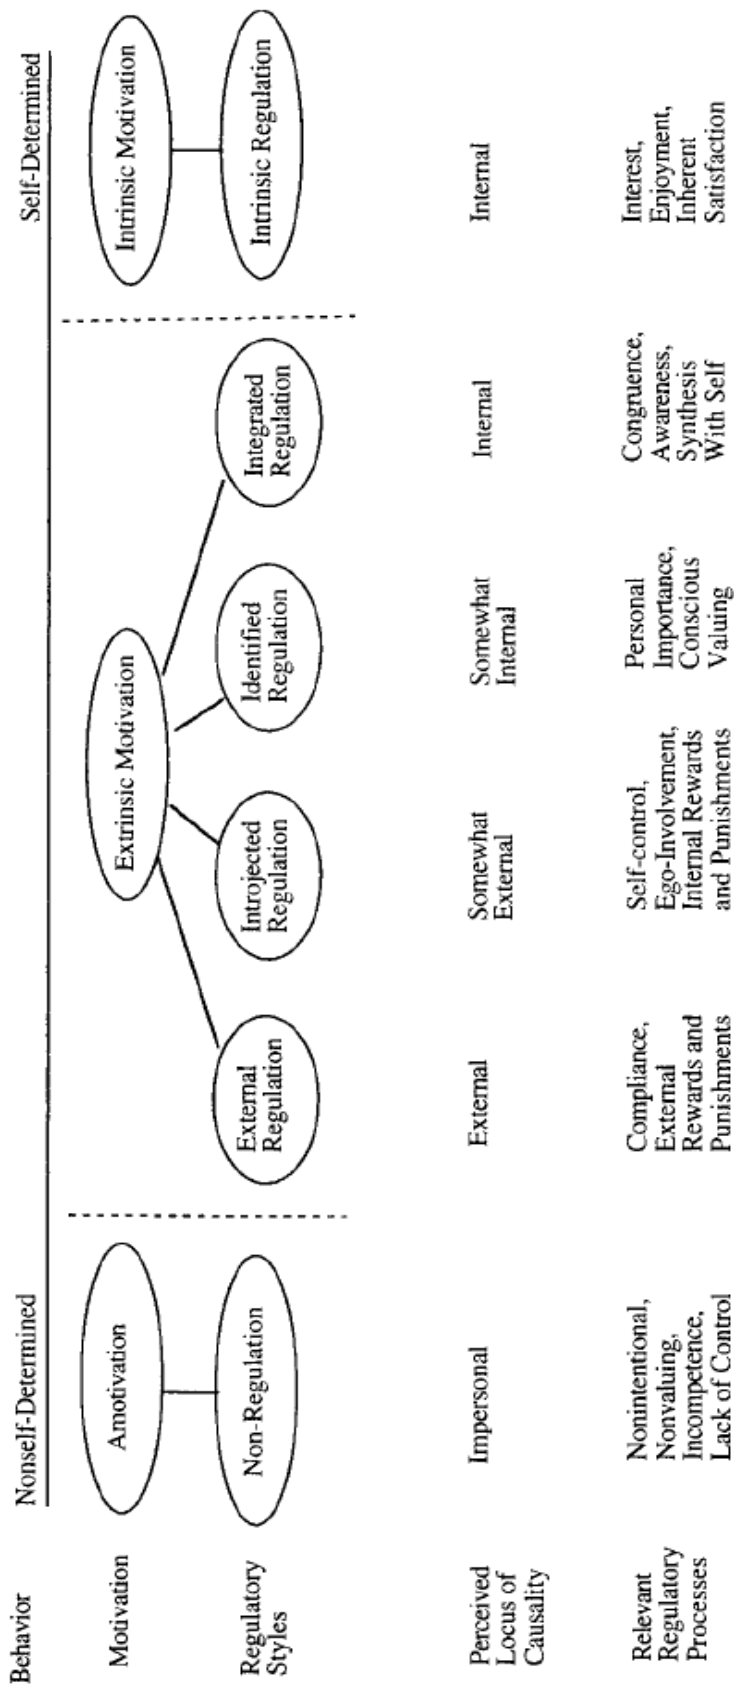 Behavior
Nonself-Determined
Self-Determined
Motivation
Amotivation
Extrinsic Motivation
Intrinsic Motivation
Regulatory
Styles
Non-Regulation
External
Regulation
Introjected
Regulation
Identified
Regulation
Integrated
Regulation
Intrinsic Regulation
Perceived
Locus of
Causality
Impersonal
External
Somewhat
External
Somewhat
Internal
Internal
Internal
Relevant
Regulatory
Processes
Nonintentional,
Nonvaluing,
Incompetence,
Lack of Control
Compliance,
External
Rewards and
Punishments
Self-control,
Ego-Involvement,
Internal Rewards
and Punishments
Personal
Importance,
Conscious
Valuing
Congruence,
Awareness,
Synthesis
With Self
Interest,
Enjoyment,
Inherent
Satisfaction